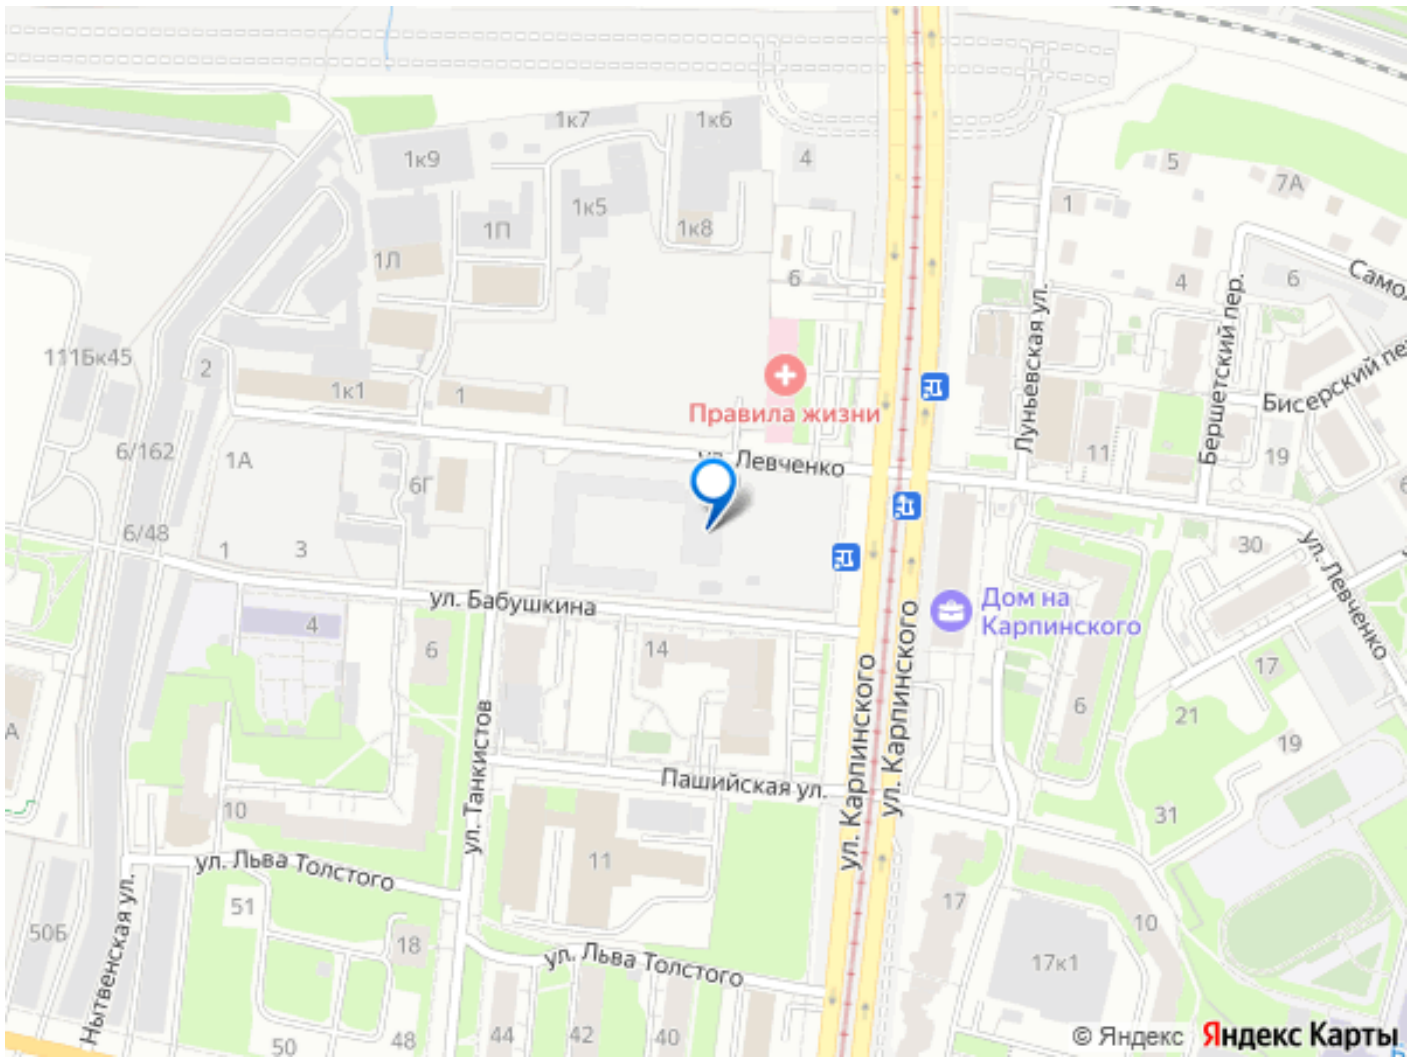 1к7
1к6
1к9
4
5
7А
1к5
1
1П
1к8
1Л
6
4
6
Само
Бершетский пер.
Луньевская ул.
111Бк45
2
1к1
1
Правила жизни
Бисерский пе
6/162
1А
6Г
ул. Левченко
11
19
6/48
1
3
30
ул. Левченко
ул. Бабушкина
Дом на
Карпинского
4
6
14
17
6
21
19
А
ул. Танкистов
ул. Карпинского
ул. Карпинского
Пашийская ул.
10
31
11
ул. Льва Толстого
51
17
10
50Б
18
Нытвенская ул.
ул. Льва Толстого
17к1
50
48
44
42
40
© Яндекс Яндекс Карты